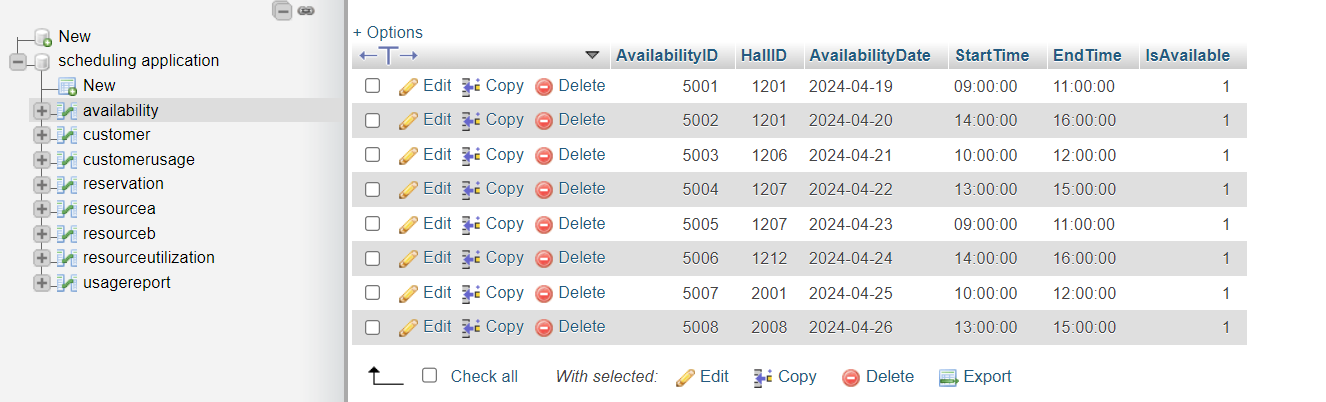 New
scheduling application
New
availability
customer
customerusage
reservation
resourcea
resourceb
resourceutilization
usagereport
+ Options
AvailabilityID HallID AvailabilityDate StartTime EndTime IsAvailable
Edit Copy Delete 5001 1201 2024-04-19 09:00:00 11:00:00 1
Edit Copy Delete 5002 1201 2024-04-20 14:00:00 16:00:00 1
Edit Copy Delete 5003 1206 2024-04-21 10:00:00 12:00:00 1
Edit Copy Delete 5004 1207 2024-04-22 13:00:00 15:00:00 1
Edit Copy Delete 5005 1207 2024-04-23 09:00:00 11:00:00 1
Edit Copy Delete 5006 1212 2024-04-24 14:00:00 16:00:00 1
Edit Copy Delete 5007 2001 2024-04-25 10:00:00 12:00:00 1
Edit Copy Delete 5008 2008 2024-04-26 13:00:00 15:00:00 1
Check all With selected: Edit Copy Delete Export